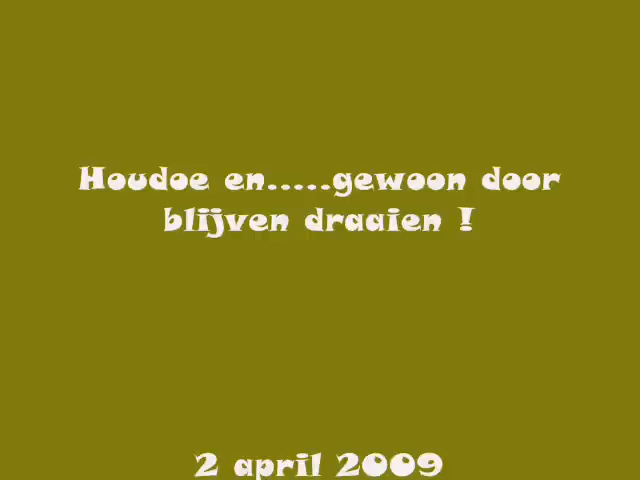 Houdoe en.....gewoon door
blijven draaien !
2 april 2009